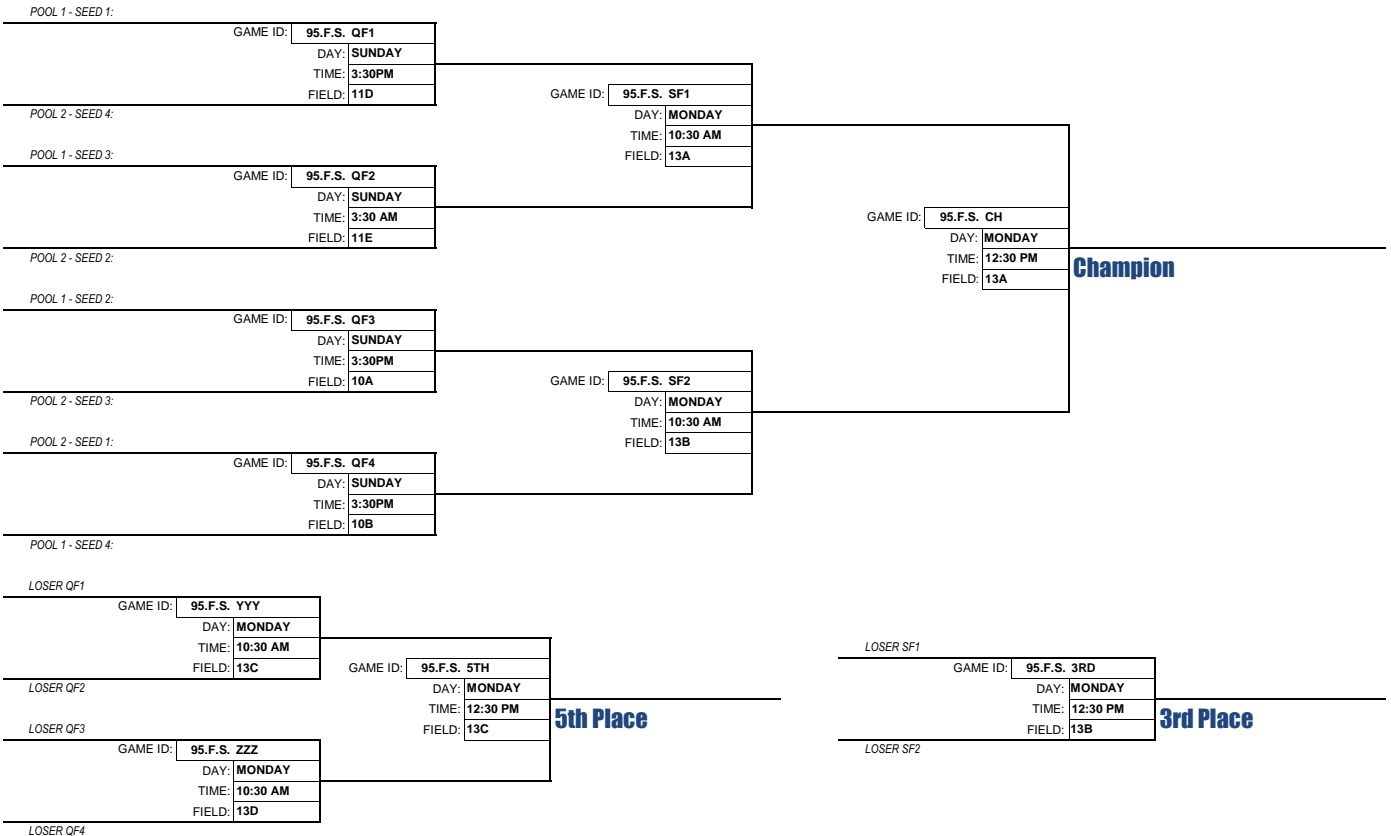 POOL 1 - SEED 1:
GAME ID: 95.F.S. QF1
DAY: SUNDAY
TIME: 3:30PM
FIELD: 11D
POOL 2 - SEED 4:
POOL 1 - SEED 3:
GAME ID: 95.F.S. QF2
DAY: SUNDAY
TIME: 3:30 AM
FIELD: 11E
POOL 2 - SEED 2:
GAME ID: 95.F.S. SF1
DAY: MONDAY
TIME: 10:30 AM
FIELD: 13A
POOL 1 - SEED 2:
GAME ID: 95.F.S. QF3
DAY: SUNDAY
TIME: 3:30PM
FIELD: 10A
POOL 2 - SEED 3:
POOL 2 - SEED 1:
GAME ID: 95.F.S. QF4
DAY: SUNDAY
TIME: 3:30PM
FIELD: 10B
POOL 1 - SEED 4:
GAME ID: 95.F.S. SF2
DAY: MONDAY
TIME: 10:30 AM
FIELD: 13B
GAME ID: 95.F.S. CH
DAY: MONDAY
TIME: 12:30 PM
FIELD: 13A
Champion
LOSER QF1
GAME ID: 95.F.S. YYY
DAY: MONDAY
TIME: 10:30 AM
FIELD: 13C
LOSER QF2
LOSER QF3
GAME ID: 95.F.S. ZZZ
DAY: MONDAY
TIME: 10:30 AM
FIELD: 13D
LOSER QF4
GAME ID: 95.F.S. 5TH
DAY: MONDAY
TIME: 12:30 PM
FIELD: 13C
5th Place
LOSER SF1
GAME ID: 95.F.S. 3RD
DAY: MONDAY
TIME: 12:30 PM
FIELD: 13B
LOSER SF2
3rd Place